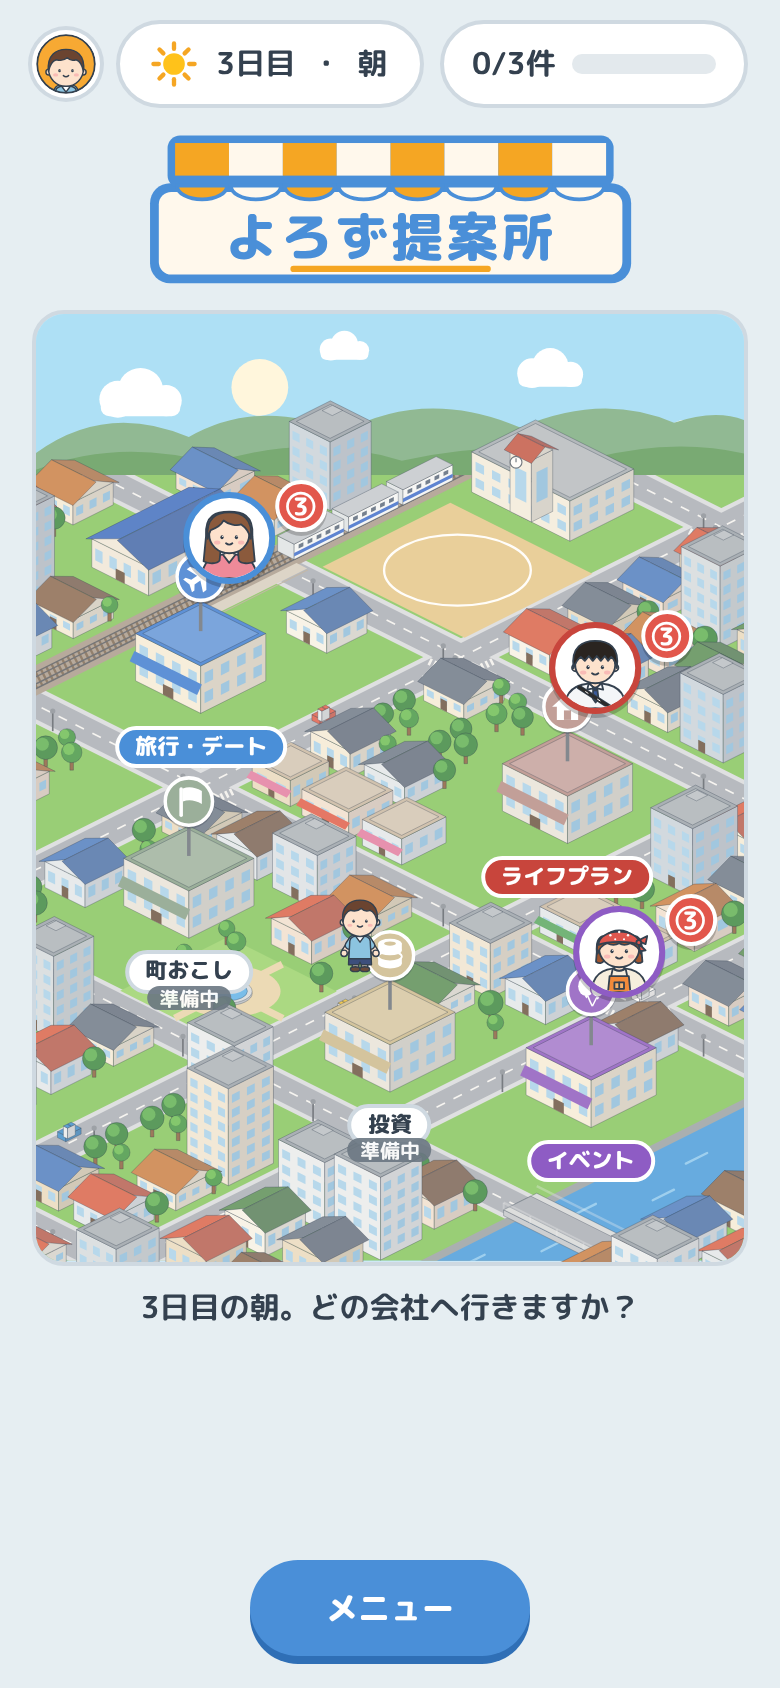 3日目 ・ 朝
0/3件
よろず提案所
③
③
旅行・デート
ライフプラン
③
町おこし
準備中
投資
準備中
イベント
3日目の朝。どの会社へ行きますか？
メニュー